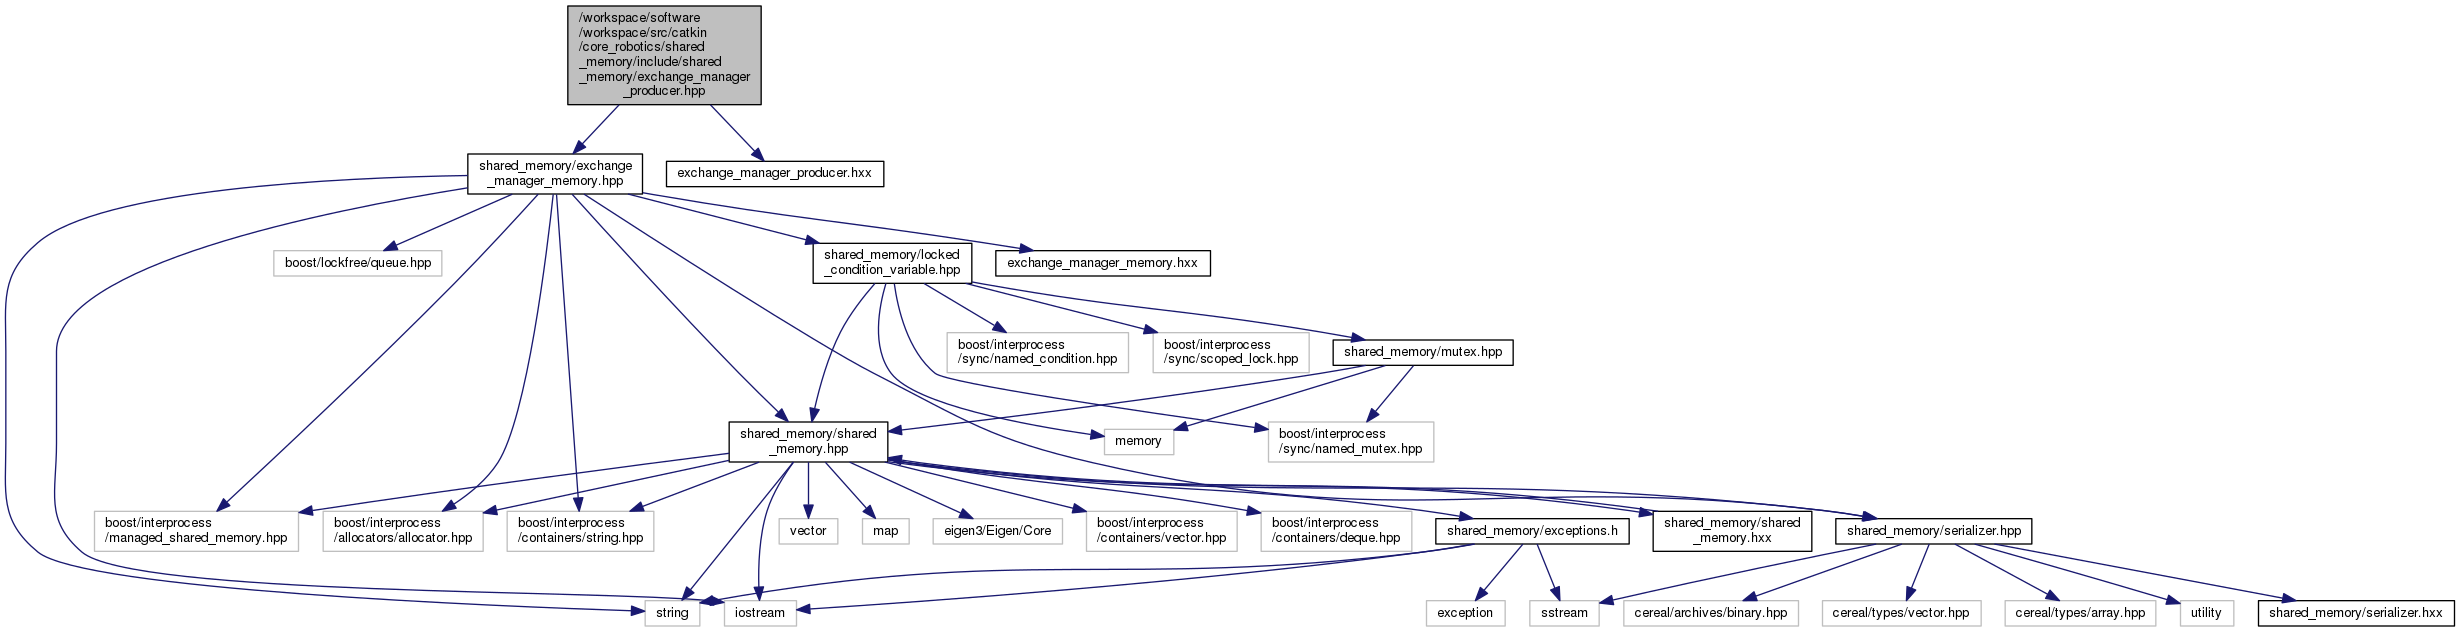 /workspace/software
/workspace/src/catkin
/core_robotics/shared
_memory/include/shared
_memory/exchange_manager
_producer.hpp
shared_memory/exchange
_manager_memory.hpp
exchange_manager_producer.hxx
boost/lockfree/queue.hpp
shared_memory/locked
_condition_variable.hpp
exchange_manager_memory.hxx
boost/interprocess
/sync/named_condition.hpp
boost/interprocess
/sync/scoped_lock.hpp
shared_memory/mutex.hpp
shared_memory/shared
_memory.hpp
memory
boost/interprocess
/sync/named_mutex.hpp
boost/interprocess
/managed_shared_memory.hpp
boost/interprocess
/allocators/allocator.hpp
boost/interprocess
/containers/string.hpp
vector
map
eigen3/Eigen/Core
boost/interprocess
/containers/vector.hpp
boost/interprocess
/containers/deque.hpp
shared_memory/exceptions.h
shared_memory/shared
_memory.hxx
shared_memory/serializer.hpp
string
iostream
exception
sstream
cereal/archives/binary.hpp
cereal/types/vector.hpp
cereal/types/array.hpp
utility
shared_memory/serializer.hxx